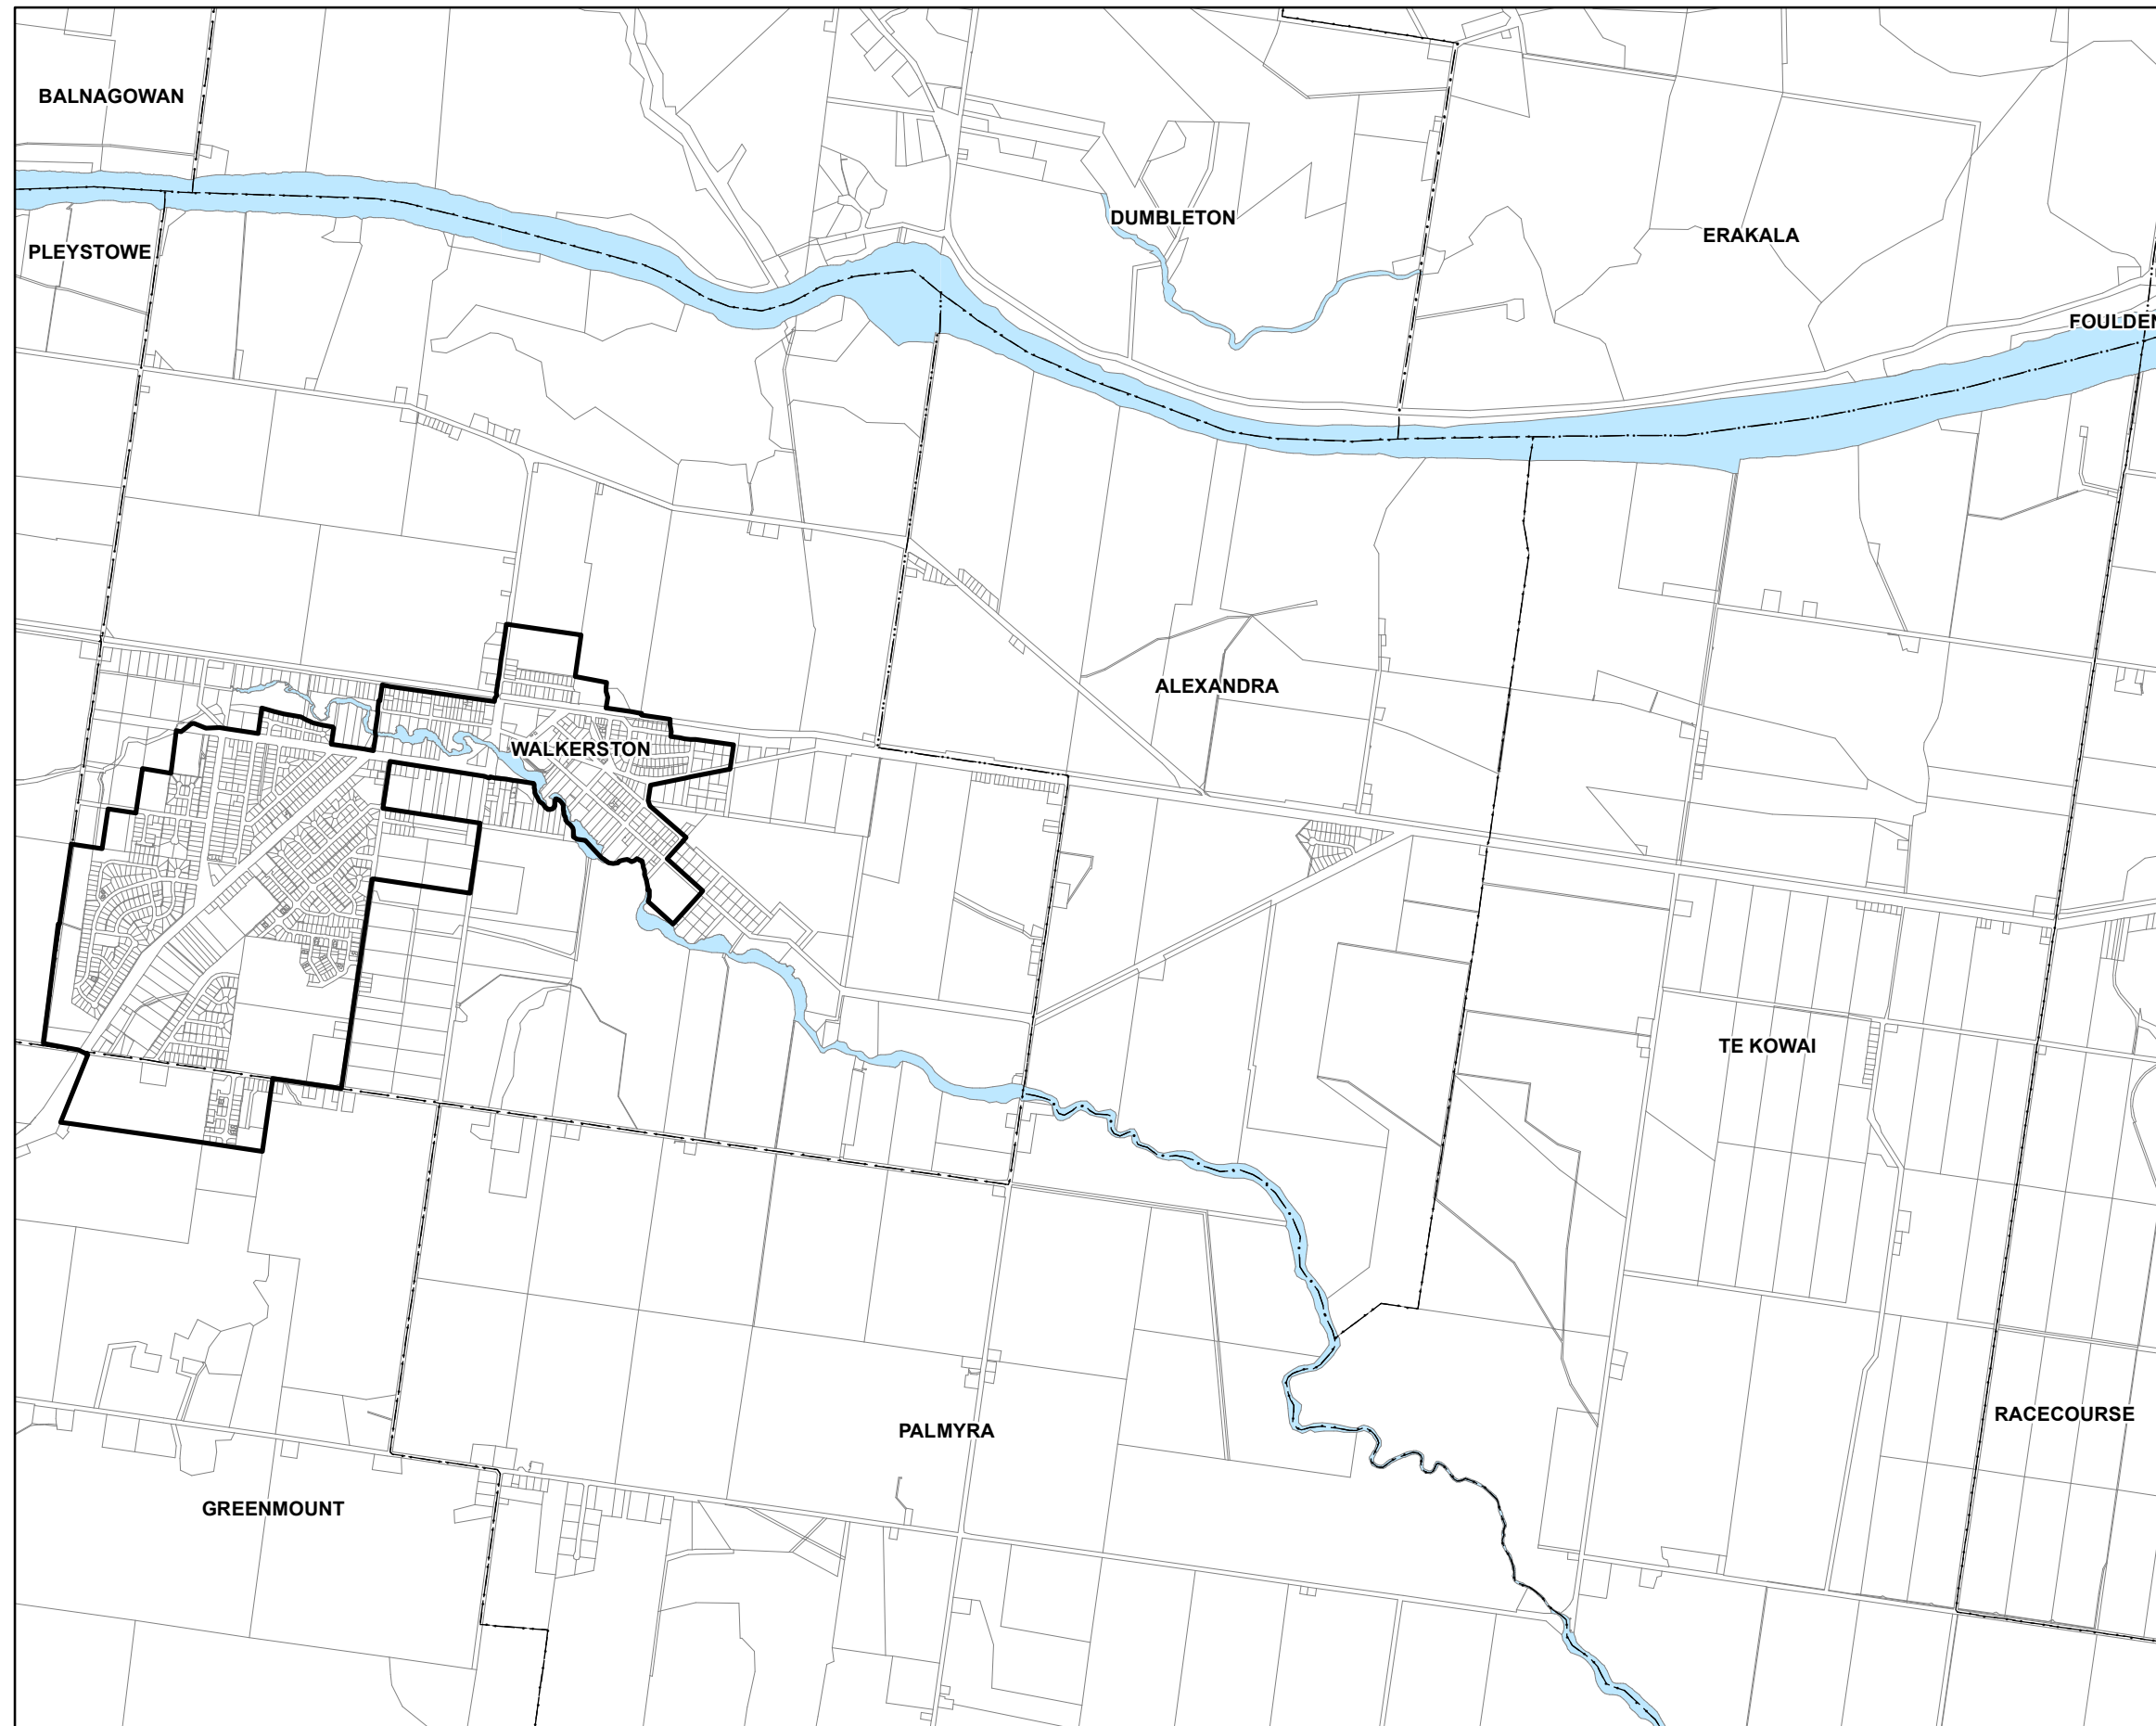 BALNAGOWAN
DUMBLETON
ERAKALA
PLEYSTOWE
FOULDEN
ALEXANDRA
WALKERSTON
TE KOWAI
RACECOURSE
PALMYRA
GREENMOUNT